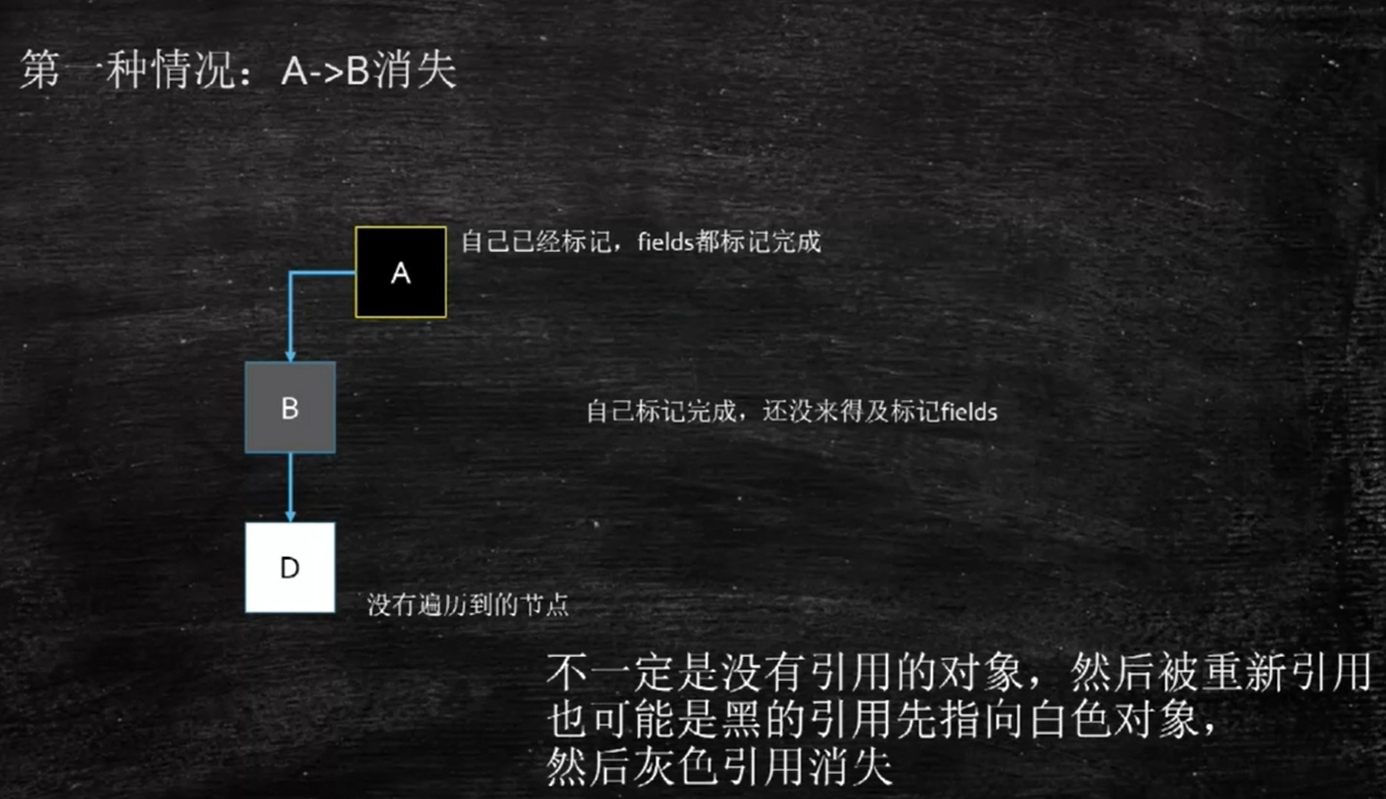 第一种情况：A->B消失
A
自己已经标记，fields都标记完成
B
自己标记完成，还没来得及标记fields
D
没有遍历到的节点
不一定是没有引用的对象，然后被重新引用
也可能是黑的引用先指向白色对象，
然后灰色引用消失